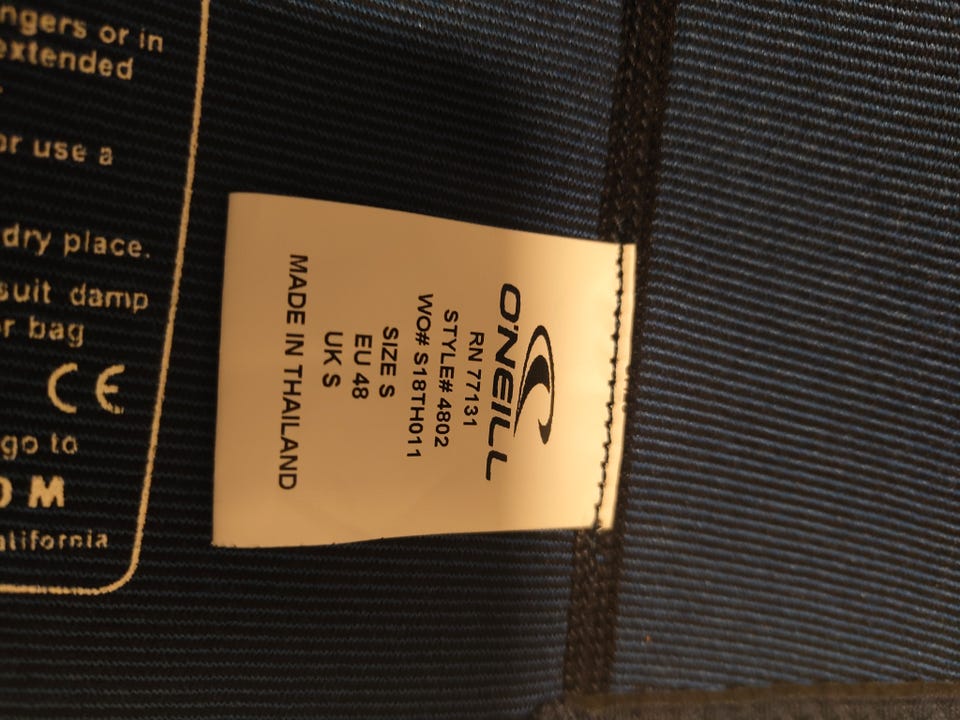 ngers or in
extended
or use a
dry place.
suit damp
r bag
CE
go to
OM
alifornia
O'NEILL
RN 77131
STYLE# 4802
WO# S18TH011
SIZE S
EU 48
UK S
MADE IN THAILAND